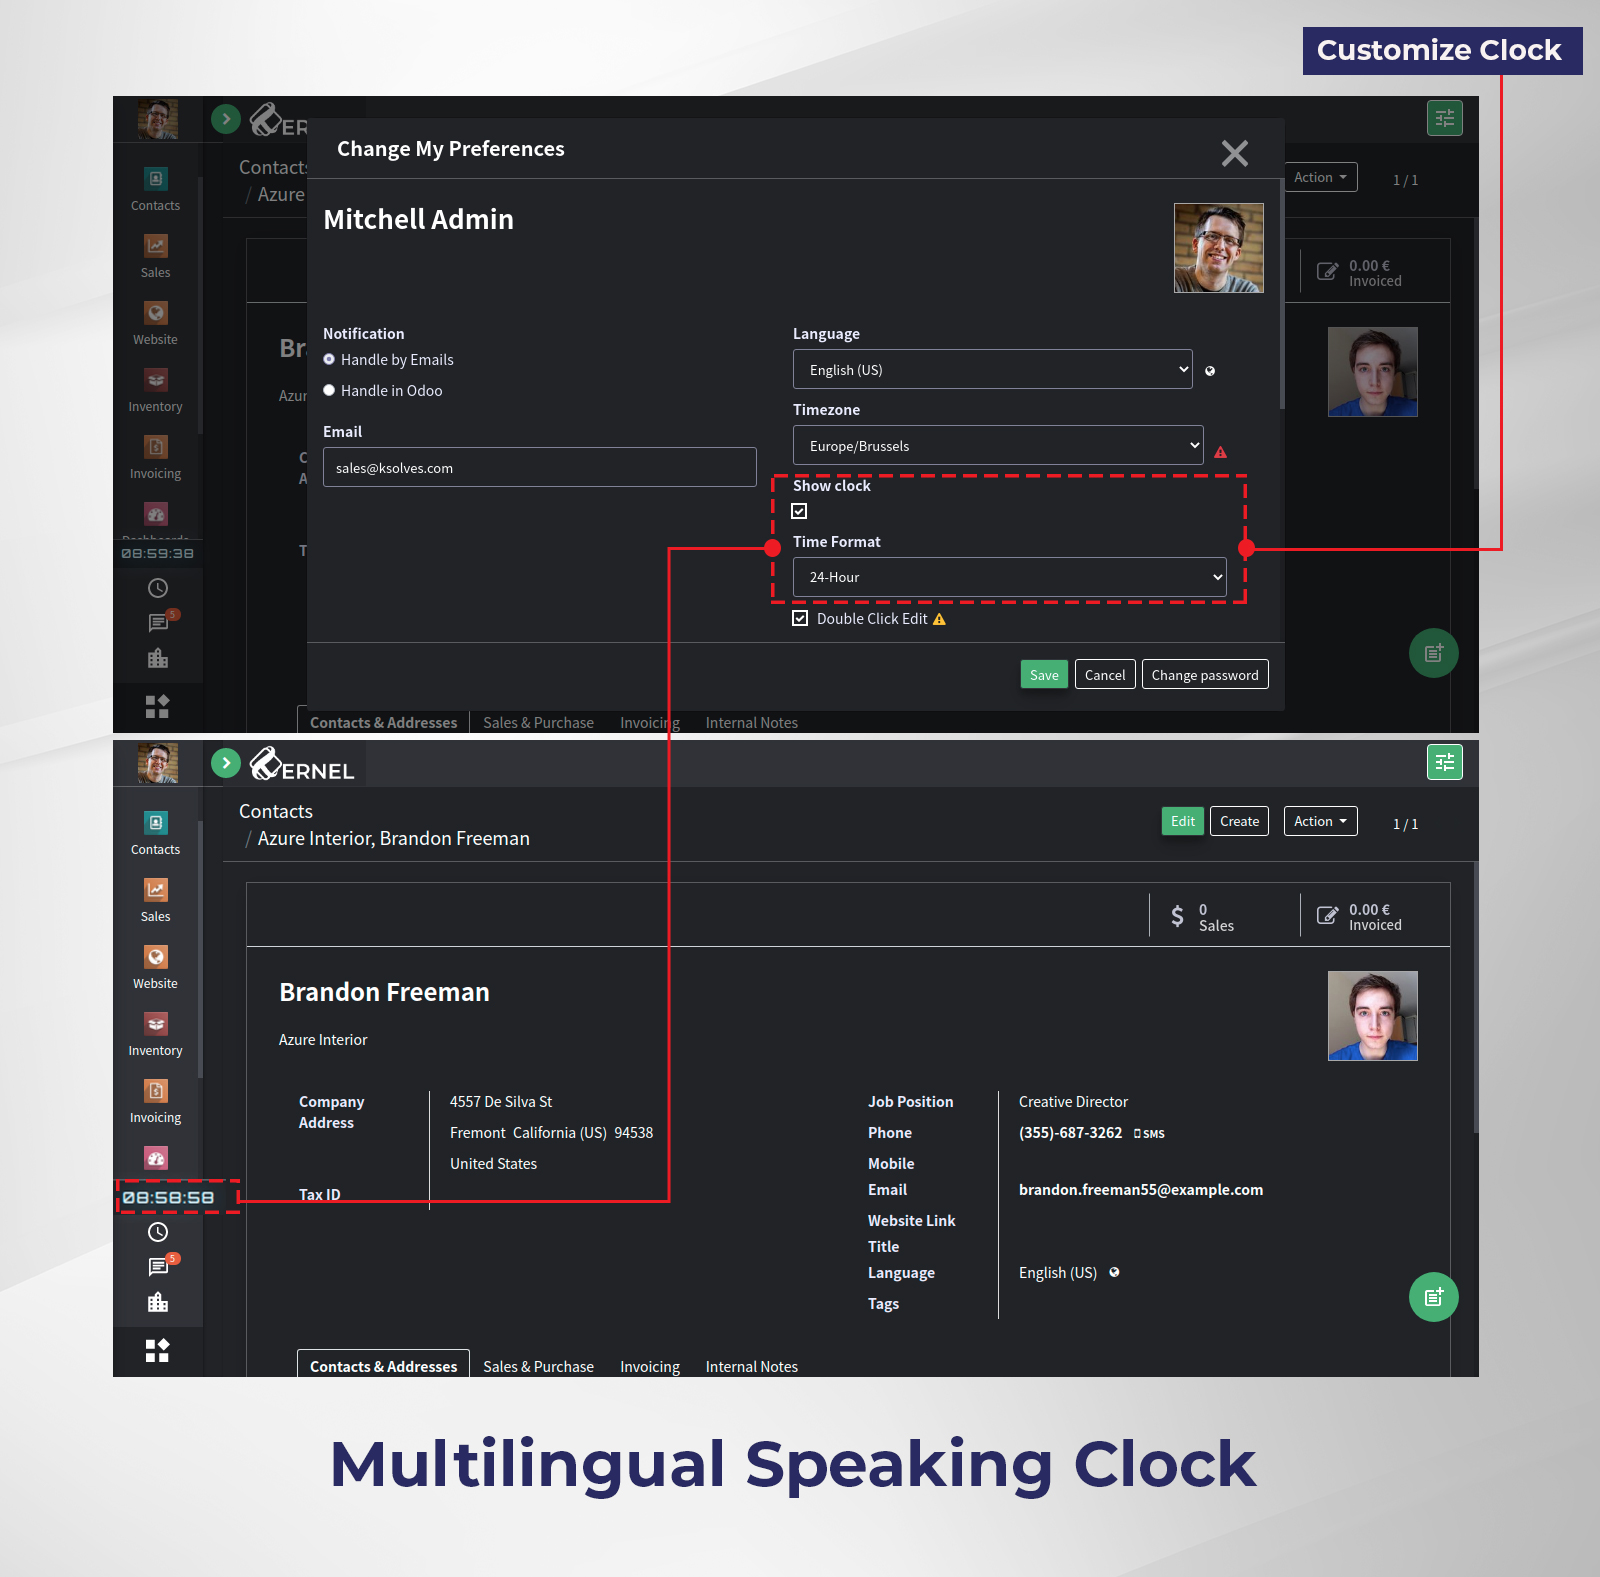 Customize Clock
ERN
Change My Preferences
Contacts
/ Azure
Action
1 / 1
Mitchell Admin
0.00 €
Invoiced
Contacts
Sales
Website
Inventory
Invoicing
08:59:38
5
Br
Azur
C
A
T
Notification
Handle by Emails
Handle in Odoo
Email
sales@ksolves.com
Language
English (US)
Timezone
Europe/Brussels
Show clock
Time Format
24-Hour
Double Click Edit
Save
Cancel
Change password
Contacts & Addresses
Sales & Purchase
Invoicing
Internal Notes
KERNEL
Contacts
/ Azure Interior, Brandon Freeman
Edit
Create
Action
1 / 1
Contacts
Sales
Website
Inventory
Invoicing
08:58:58
5
$ 0
Sales
0.00 €
Invoiced
Brandon Freeman
Azure Interior
Company
Address
4557 De Silva St
Fremont California (US) 94538
United States
Tax ID
Job Position
Creative Director
Phone
(355)-687-3262 SMS
Mobile
Email
brandon.freeman55@example.com
Website Link
Title
Language
English (US)
Tags
Contacts & Addresses
Sales & Purchase
Invoicing
Internal Notes
Multilingual Speaking Clock